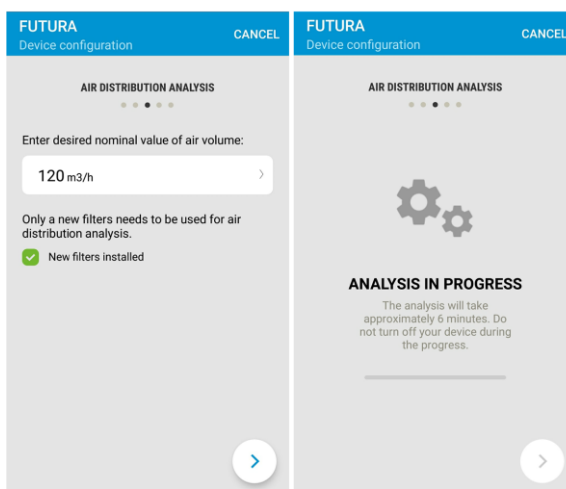 FUTURA
Device configuration
CANCEL
AIR DISTRIBUTION ANALYSIS
Enter desired nominal value of air volume:
120 m3/h
Only a new filters needs to be used for air
distribution analysis.
New filters installed
FUTURA
Device configuration
CANCEL
AIR DISTRIBUTION ANALYSIS
ANALYSIS IN PROGRESS
The analysis will take
approximately 6 minutes. Do
not turn off your device during
the progress.